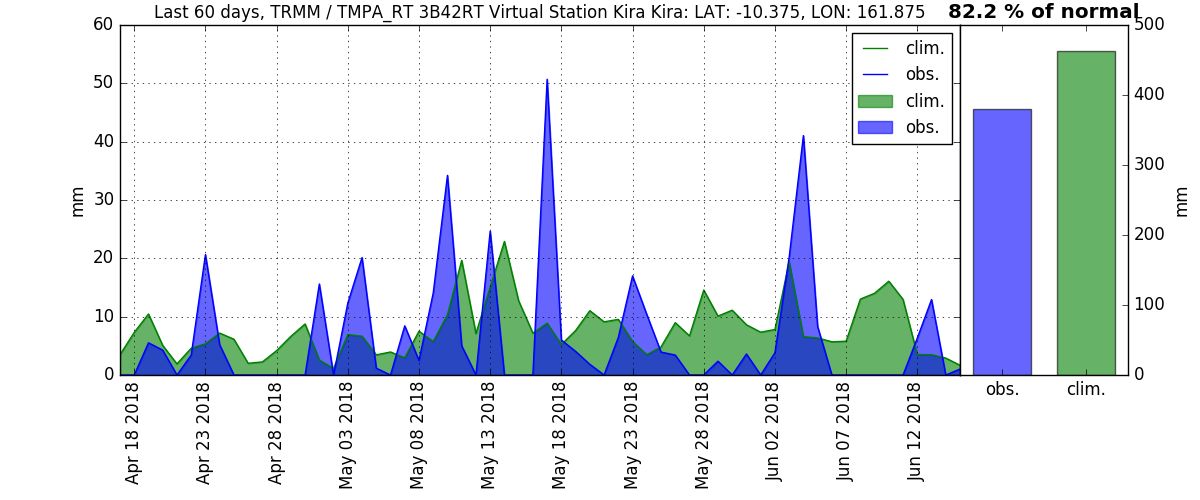 Last 60 days, TRMM / TMPA_RT 3B42RT Virtual Station Kira Kira: LAT: -10.375, LON: 161.875
82.2 % of normal
mm
60
50
40
30
20
10
0
clim.
obs.
clim.
obs.
500
400
300
200
100
0
mm
Apr 18 2018
Apr 23 2018
Apr 28 2018
May 03 2018
May 08 2018
May 13 2018
May 18 2018
May 23 2018
May 28 2018
Jun 02 2018
Jun 07 2018
Jun 12 2018
obs.
clim.